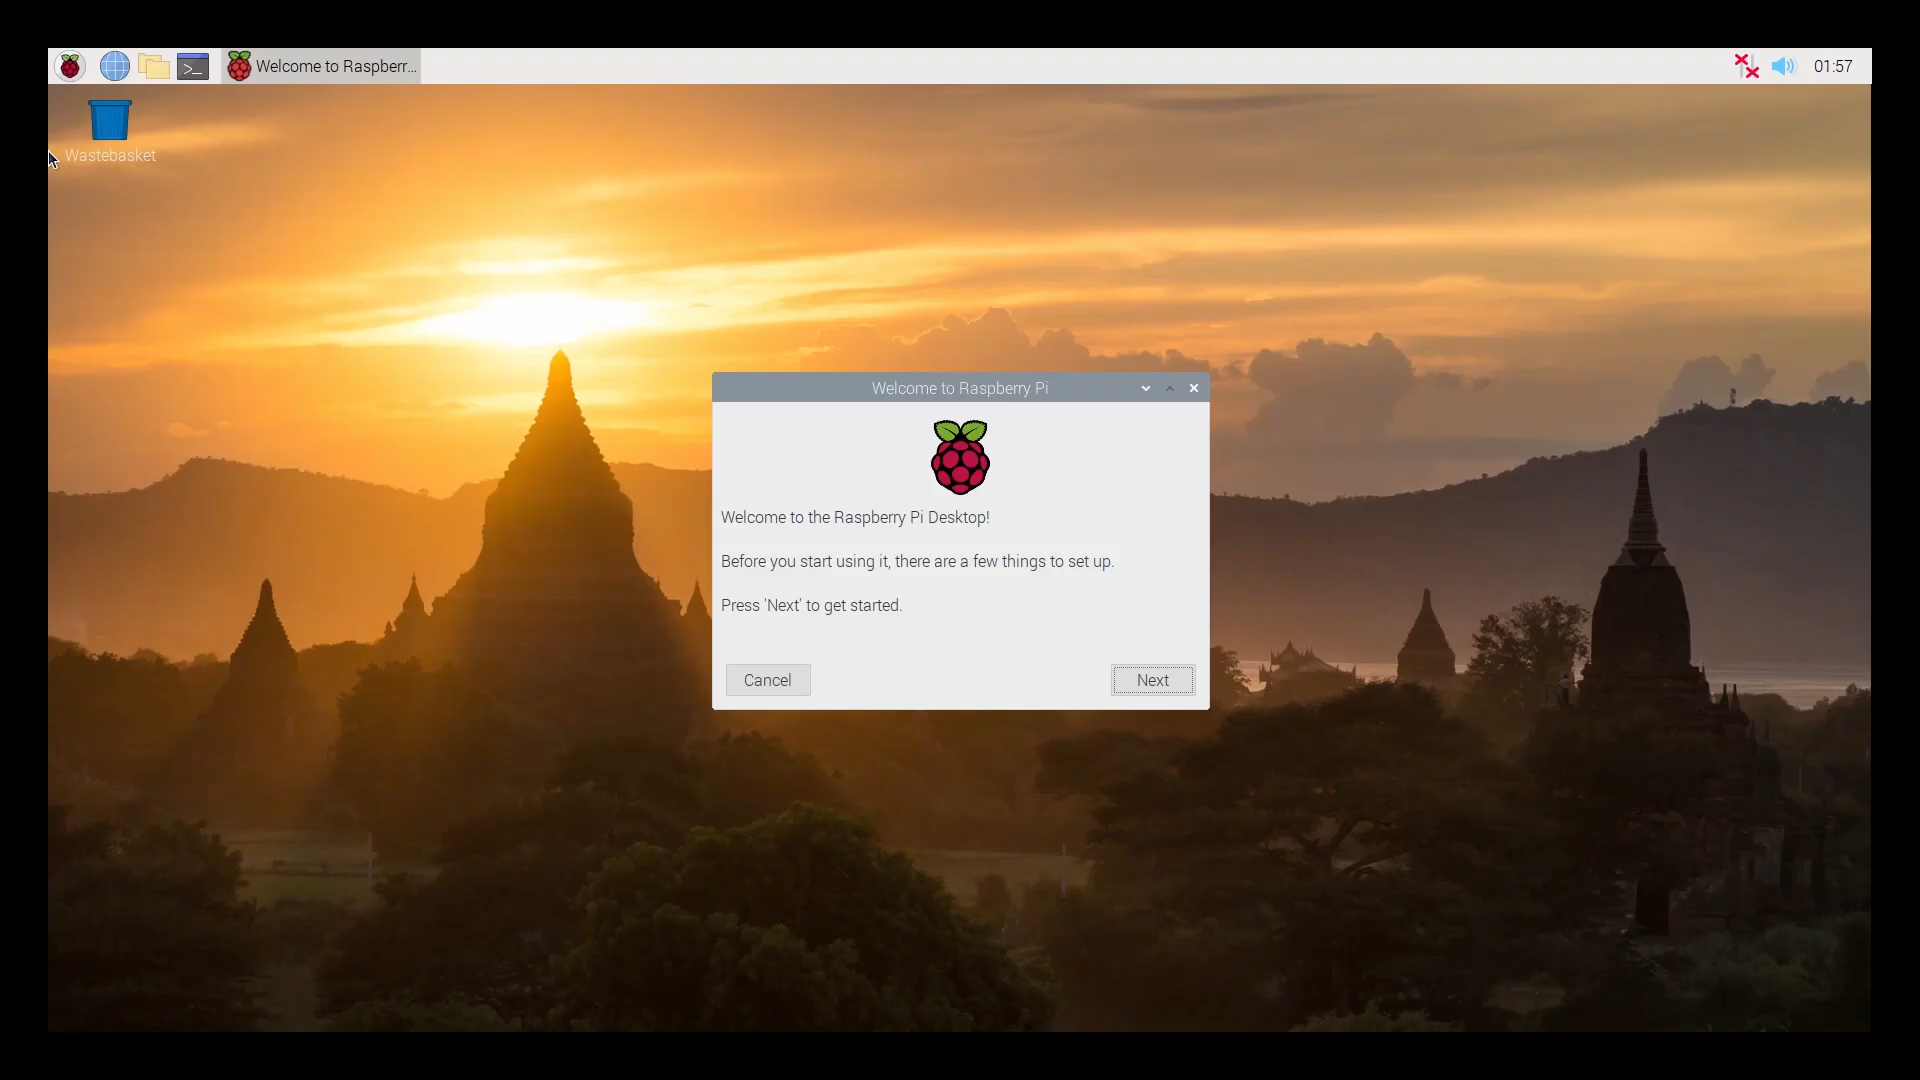 Welcome to Raspberr...
01:57
Wastebasket
Welcome to Raspberry Pi
Welcome to the Raspberry Pi Desktop!
Before you start using it, there are a few things to set up.
Press 'Next' to get started.
Cancel
Next